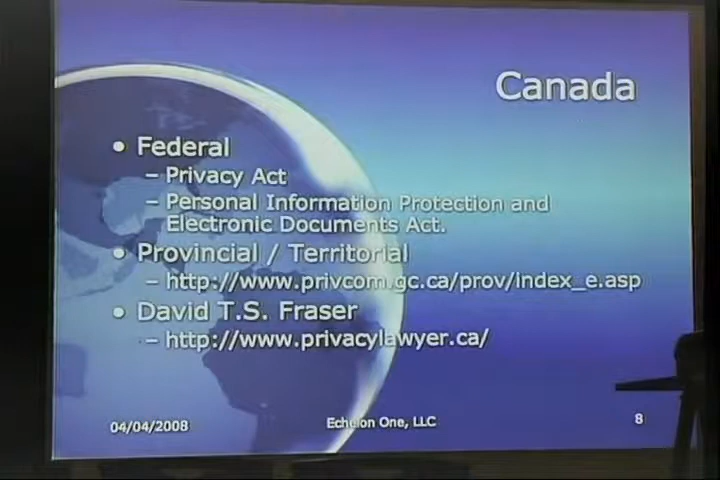 Canada
• Federal
– Privacy Act
– Personal Information Protection and
Electronic Documents Act.
• Provincial / Territorial
– http://www.privcom.gc.ca/prov/index_e.asp
• David T.S. Fraser
– http://www.privacylawyer.ca/
04/04/2008
Echelon One, LLC
8